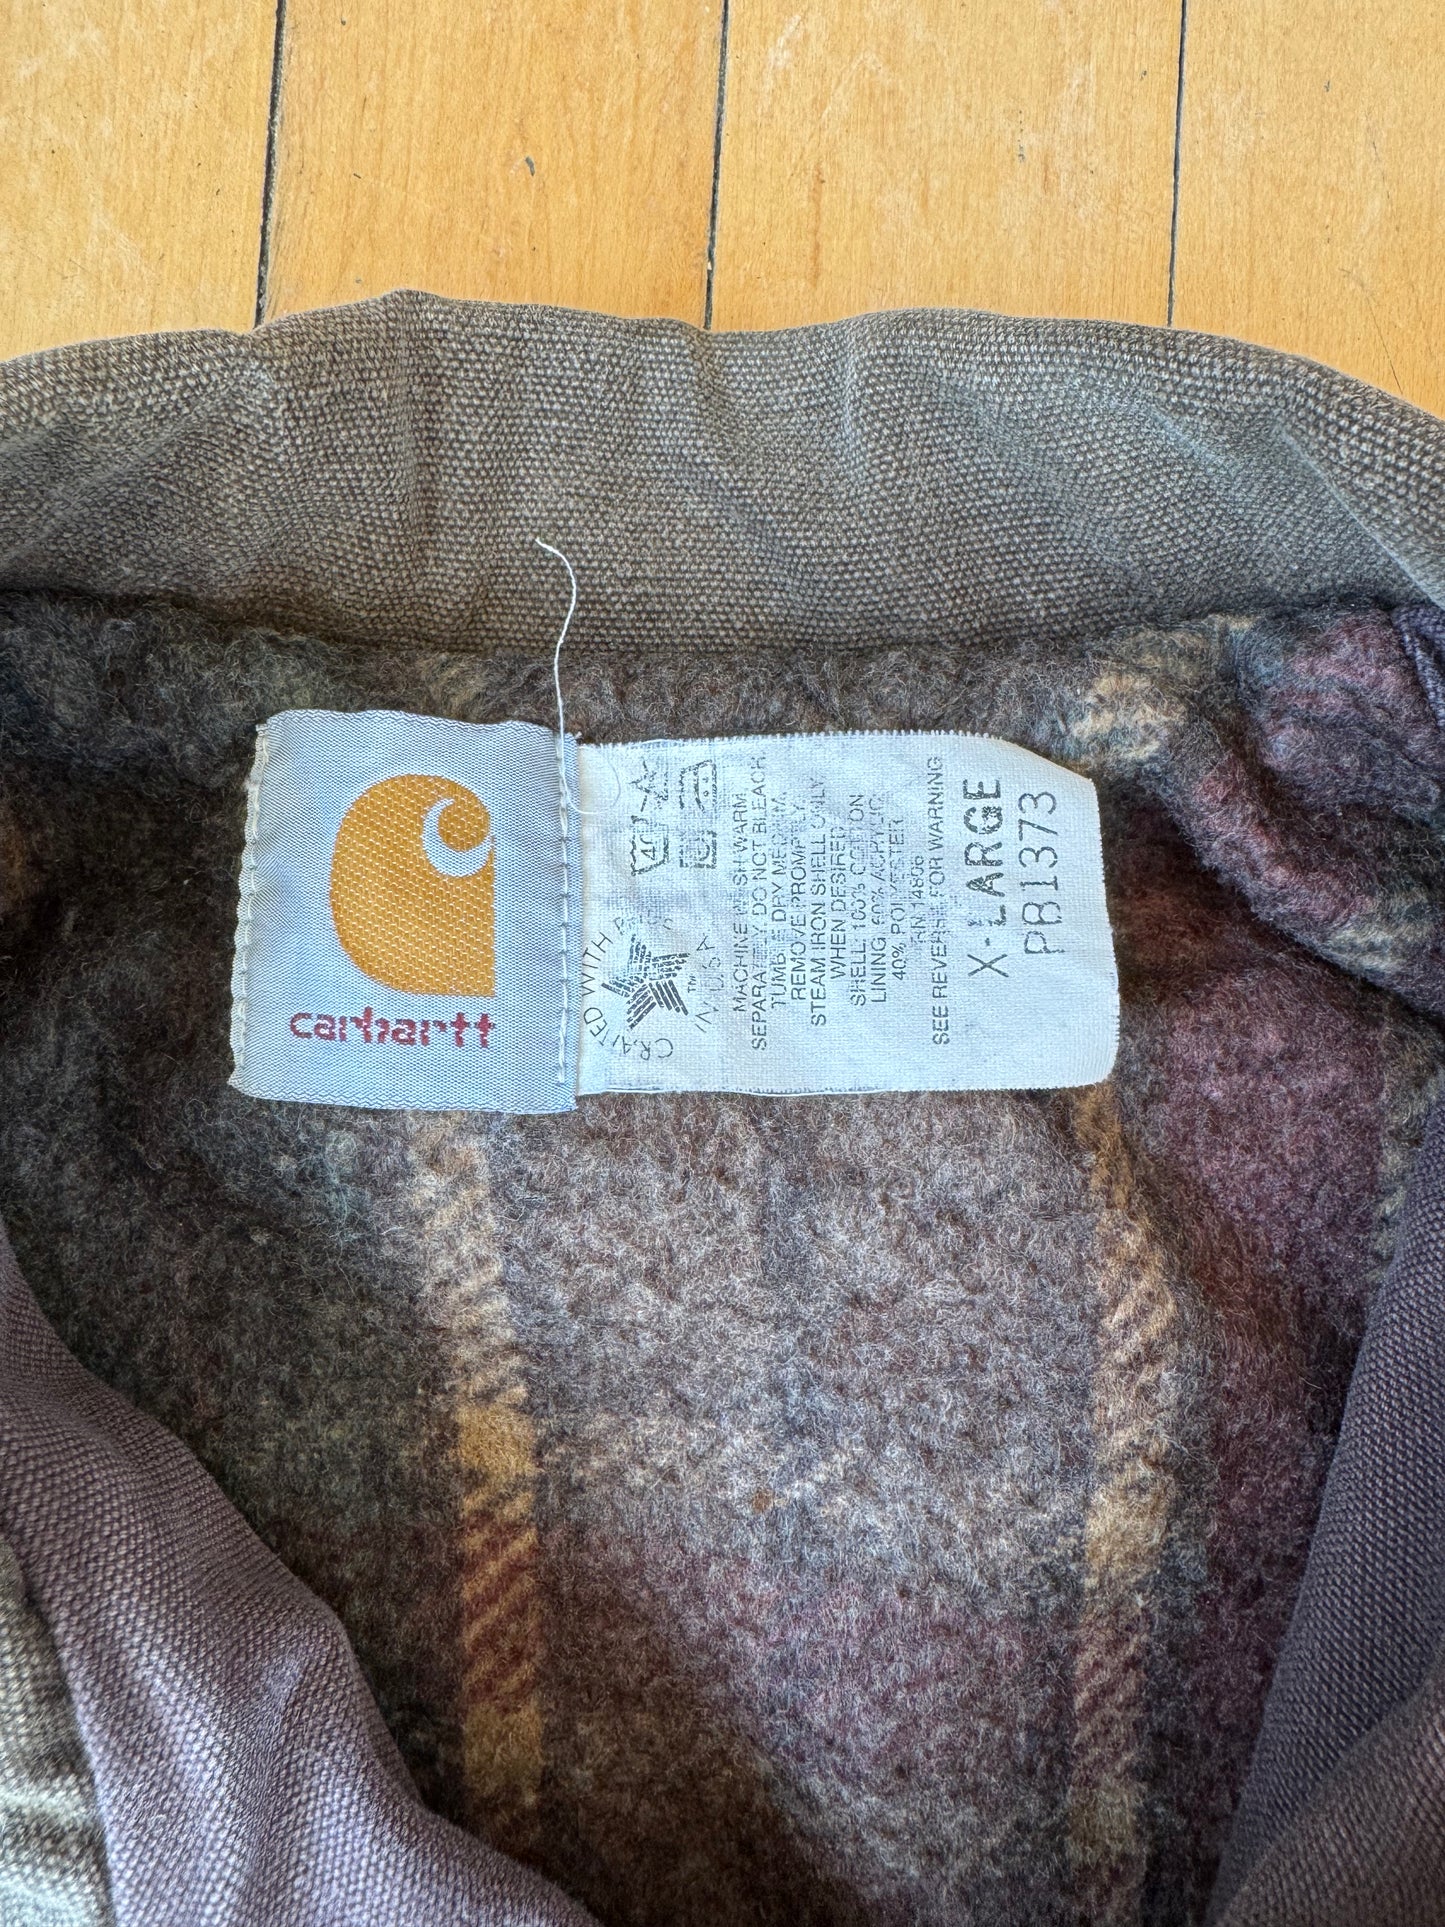 carhartt
40
CRAFTED WITH PRIDE IN U.S.A.
TM
MACHINE WASH WARM
SEPARATELY DO NOT BLEACH
TUMBLE DRY MEDIUM
REMOVE PROMPTLY.
STEAM IRON SHELL ONLY
WHEN DESIRED
SHELL: 100% COTTON
LINING: 60% ACRYLIC
40% POLYESTER
RN 14806
SEE REVERSE FOR WARNING
X-LARGE
PB1373